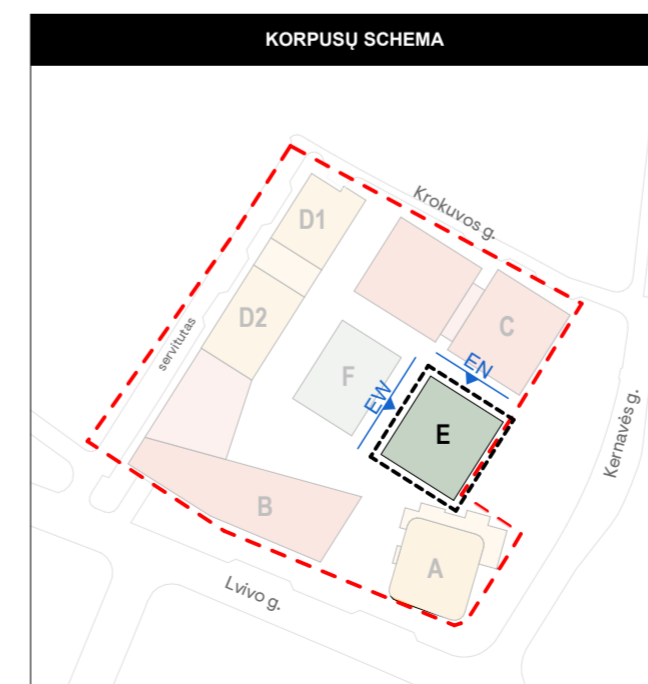 KORPUSŲ SCHEMA
Krokuvos g.
D1
C
D2
servitutas
EN
F
EW
E
Kernavės g.
B
A
Lvivo g.